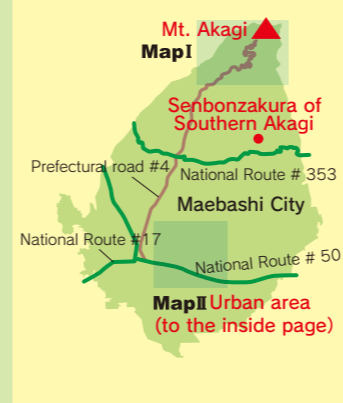 Mt. Akagi
MapⅠ
Senbonzakura of
Southern Akagi
Prefectural road #4
National Route # 353
Maebashi City
National Route #17
National Route # 50
MapⅡ Urban area
(to the inside page)